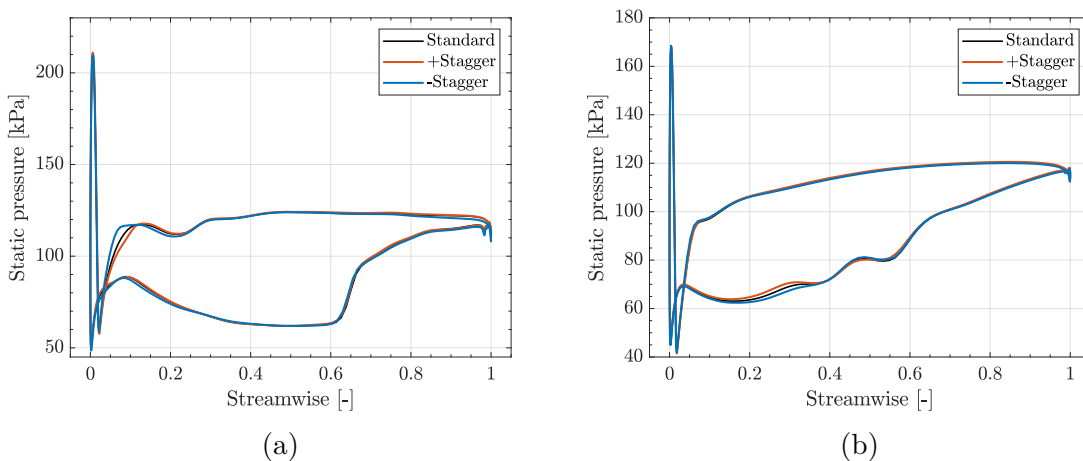 Static pressure [kPa]
200
150
100
50
0
0.2
0.4
0.6
0.8
1
Streamwise [-]
Standard
+Stagger
-Stagger
(a)
Static pressure [kPa]
180
160
140
120
100
80
60
40
0
0.2
0.4
0.6
0.8
1
Streamwise [-]
Standard
+Stagger
-Stagger
(b)